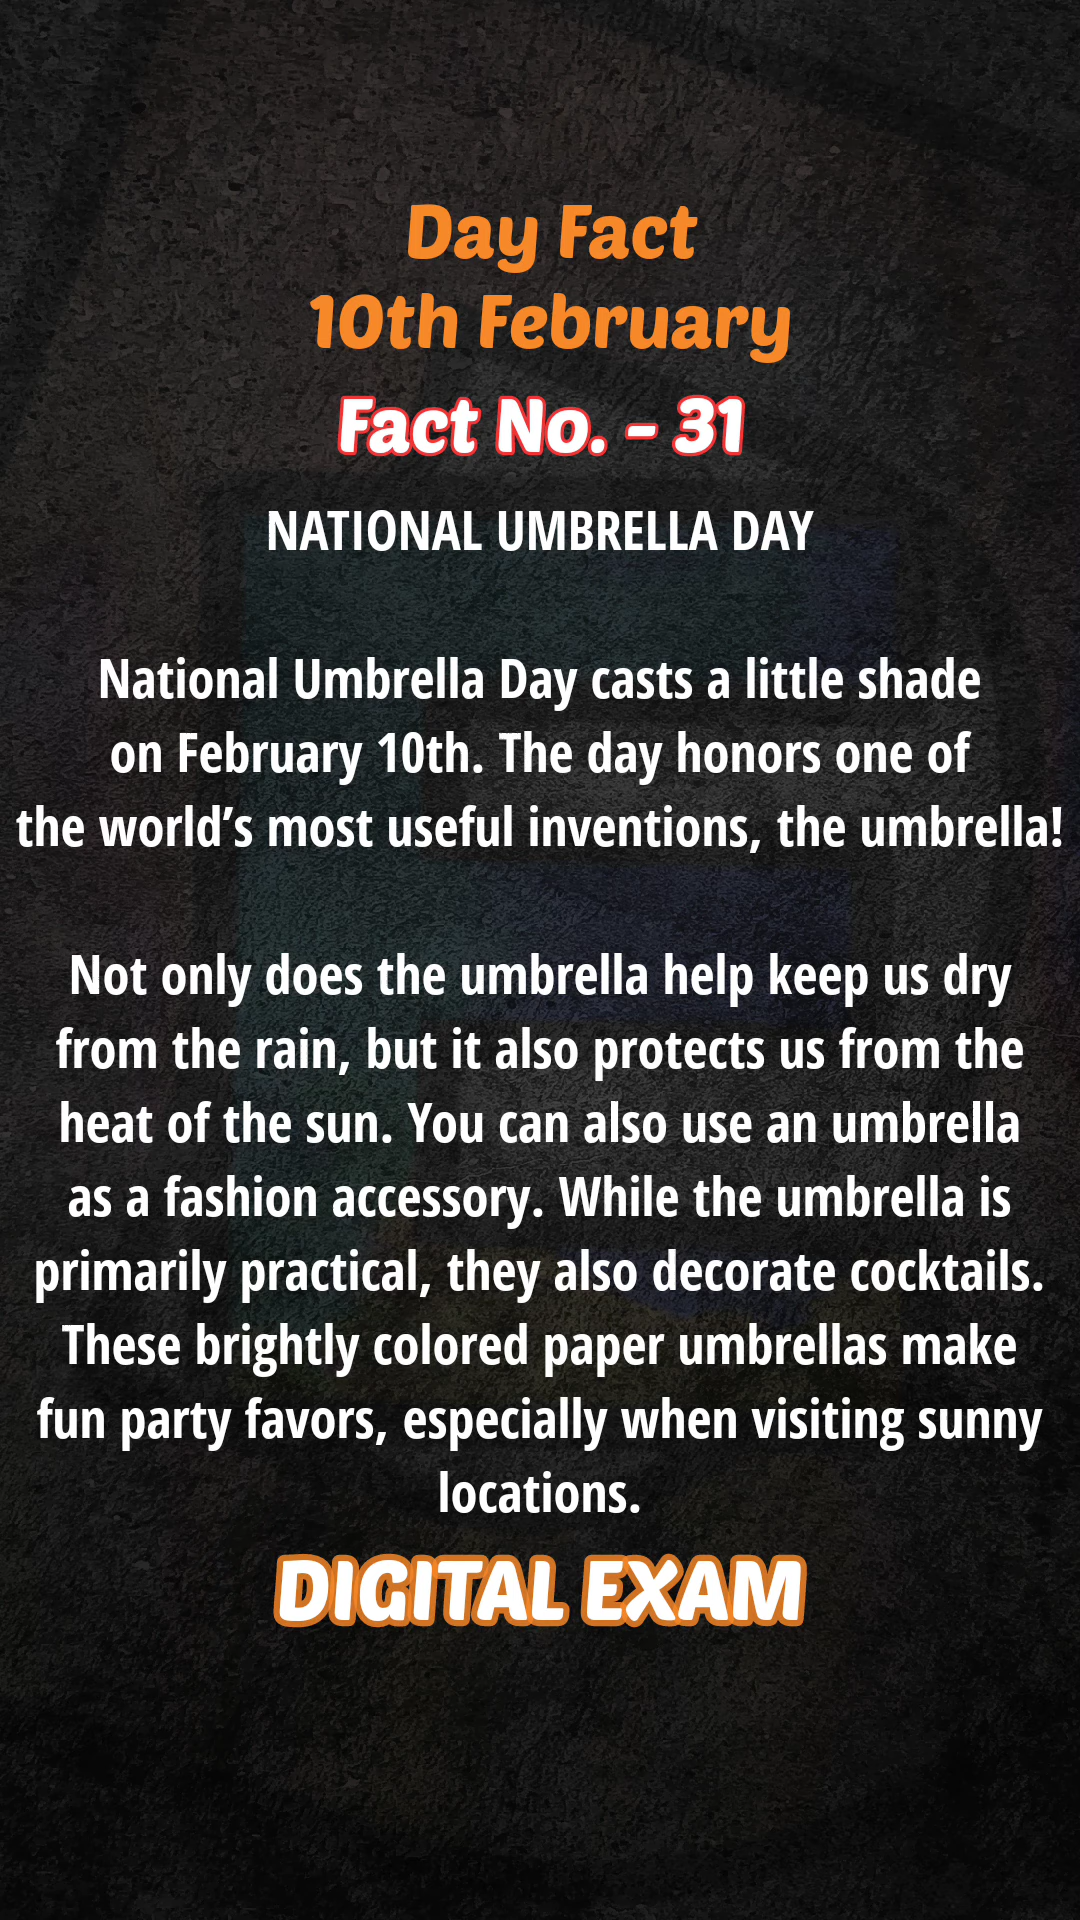 Day Fact
10th February
Fact No. - 31
NATIONAL UMBRELLA DAY
National Umbrella Day casts a little shade
on February 10th. The day honors one of
the world’s most useful inventions, the umbrella!
Not only does the umbrella help keep us dry
from the rain, but it also protects us from the
heat of the sun. You can also use an umbrella
as a fashion accessory. While the umbrella is
primarily practical, they also decorate cocktails.
These brightly colored paper umbrellas make
fun party favors, especially when visiting sunny
locations.
DIGITAL EXAM